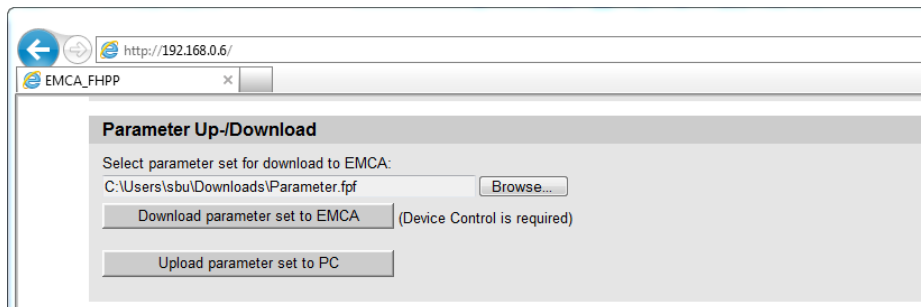 http://192.168.0.6/
EMCA_FHPP
Parameter Up-/Download
Select parameter set for download to EMCA:
C:\Users\sbu\Downloads\Parameter.fpf Browse...
Download parameter set to EMCA (Device Control is required)
Upload parameter set to PC